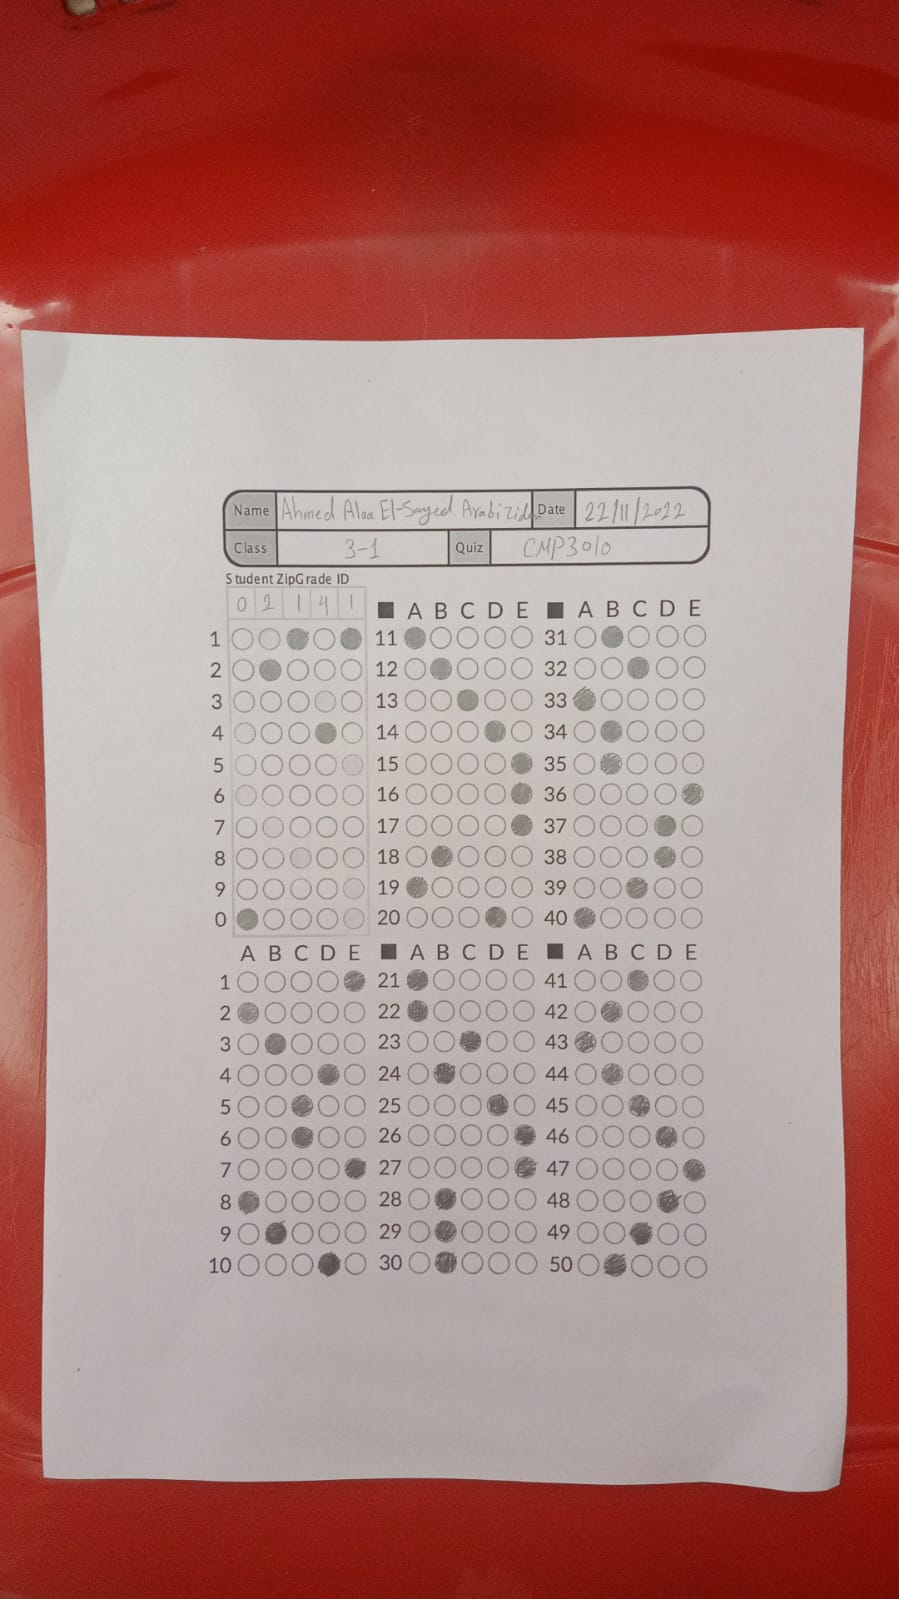 Name Ahmed Alaa El-Sayed Arabi Date 22/11/2022
Class 3-1 Quiz CMP3010
Student ZipGrade ID
0 2 1 4 1
A B C D E A B C D E
1 11 31
2 12 32
3 13 33
4 14 34
5 15 35
6 16 36
7 17 37
8 18 38
9 19 39
0 20 40
A B C D E A B C D E A B C D E
1 21 41
2 22 42
3 23 43
4 24 44
5 25 45
6 26 46
7 27 47
8 28 48
9 29 49
10 30 50